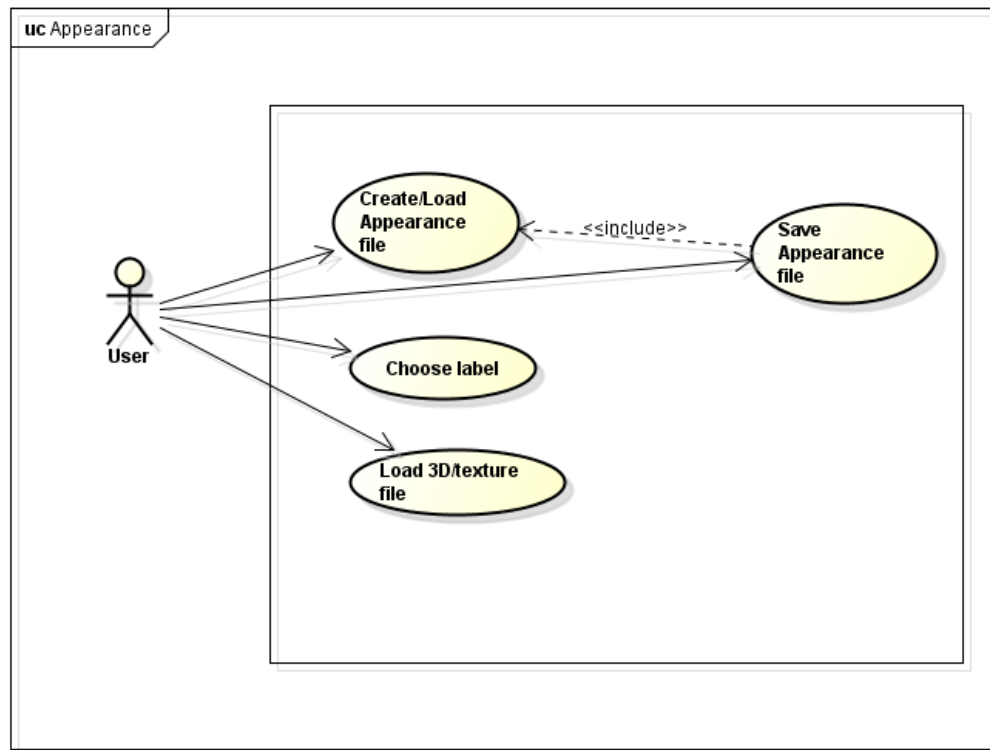 uc Appearance
Create/Load
Appearance
file
<<include>>
Save
Appearance
file
User
Choose label
Load 3D/texture
file